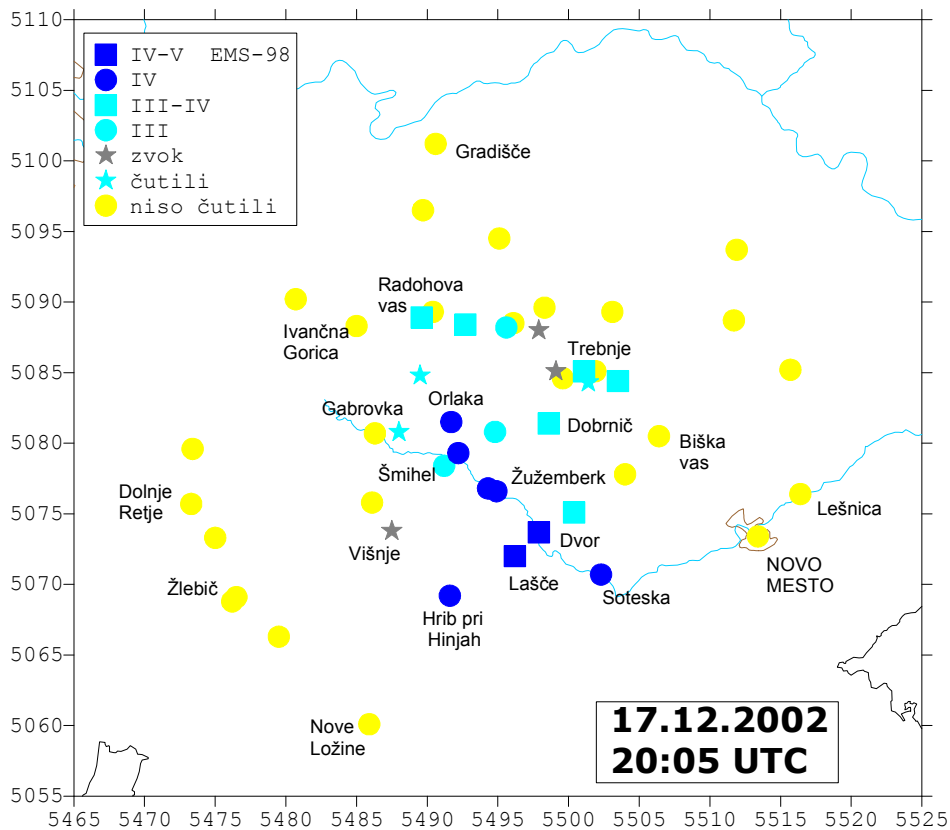 5110
5105
5100
5095
5090
5085
5080
5075
5070
5065
5060
5055
IV-V EMS-98
IV
III-IV
III
zvok
čutili
niso čutili
Gradišče
Radohova
vas
Ivančna
Gorica
Trebnje
Gabrovka
Orlaka
Dobrnič
Biška
vas
Šmihel
Žužemberk
Dolnje
Retje
Lešnica
Višnje
Dvor
NOVO
MESTO
Žlebič
Lašče
Soteska
Hrib pri
Hinjah
Nove
Ložine
17.12.2002
20:05 UTC
5465 5470 5475 5480 5485 5490 5495 5500 5505 5510 5515 5520 5525